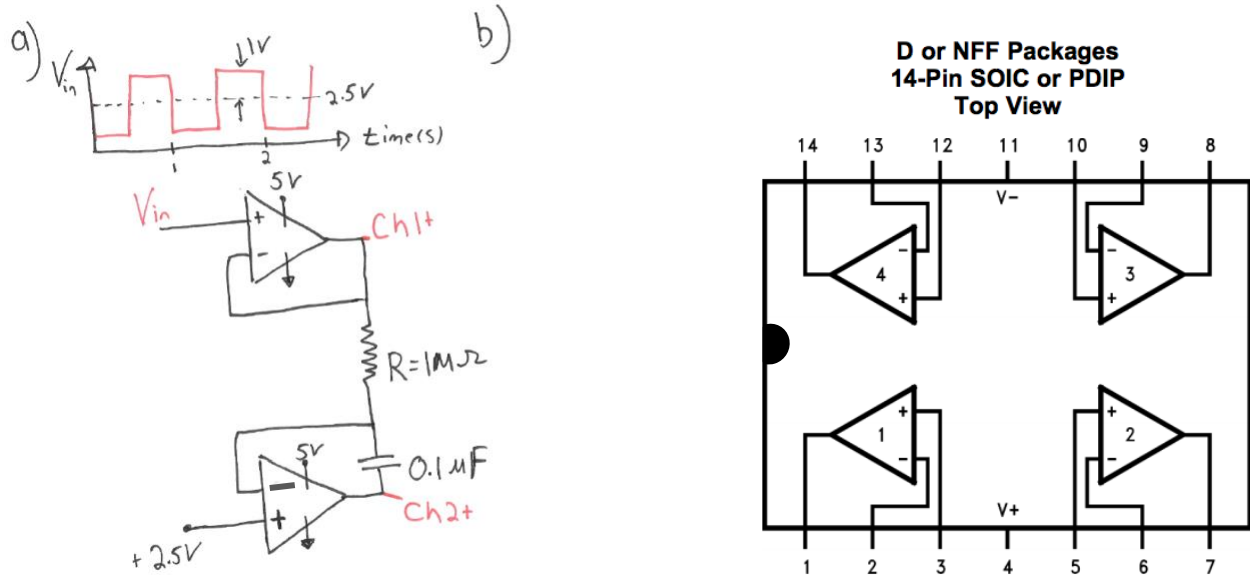 a)
b)
Vin
1V
2.5V
time(s)
1
2
5V
Vin
+
-
Ch1+
R=1MΩ
5V
-
+
0.1μF
Ch2+
+2.5V
D or NFF Packages
14-Pin SOIC or PDIP
Top View
14 13 12 11 10 9 8
V-
- -
4 3
+ +
+ +
1 2
- -
V+
1 2 3 4 5 6 7